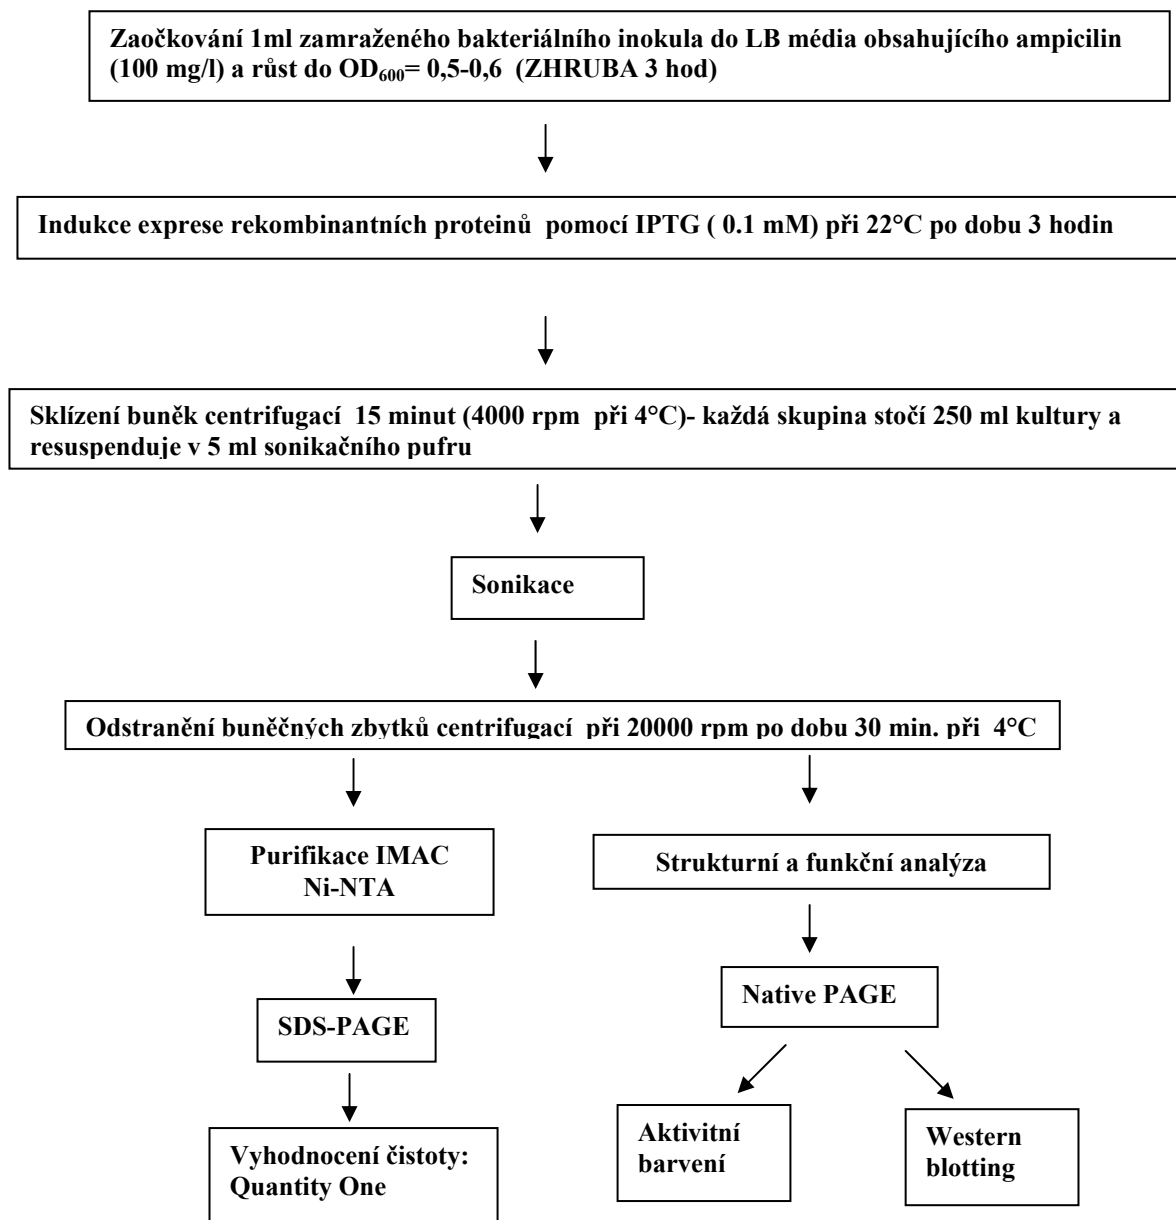 Zaočkování 1ml zamraženého bakteriálního inokula do LB média obsahujícího ampicilin
(100 mg/l) a růst do OD600= 0,5-0,6  (ZHRUBA 3 hod)
Indukce exprese rekombinantních proteinů  pomocí IPTG ( 0.1 mM) při 22°C po dobu 3 hodin
Sklízení buněk centrifugací  15 minut (4000 rpm  při 4°C)- každá skupina stočí 250 ml kultury a
resuspenduje v 5 ml sonikačního pufru
Sonikace
Odstranění buněčných zbytků centrifugací  při 20000 rpm po dobu 30 min. při  4°C
Purifikace IMAC
Ni-NTA
Strukturní a funkční analýza
SDS-PAGE
Native PAGE
Vyhodnocení čistoty:
Quantity One
Aktivitní
barvení
Western
blotting